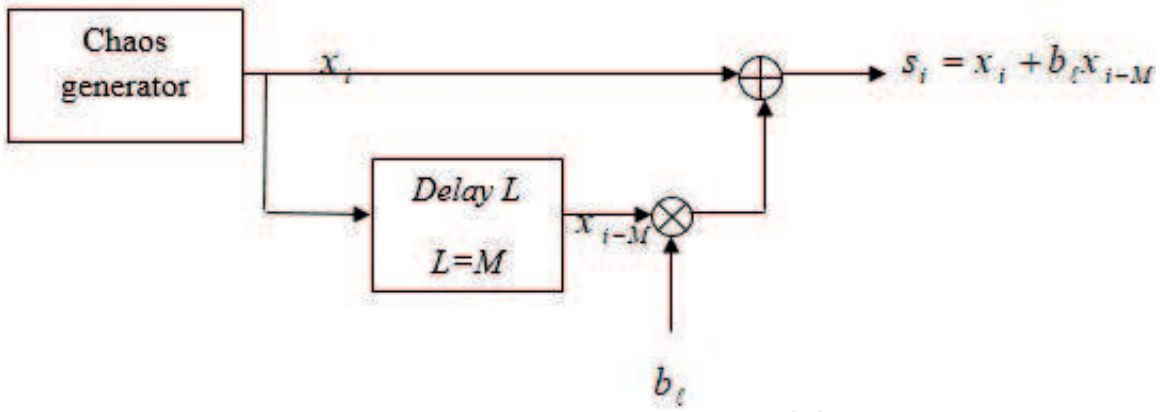 Chaos
generator
x_i
s_i = x_i + b_ℓ x_{i-M}
Delay L
L=M
x_{i-M}
b_ℓ